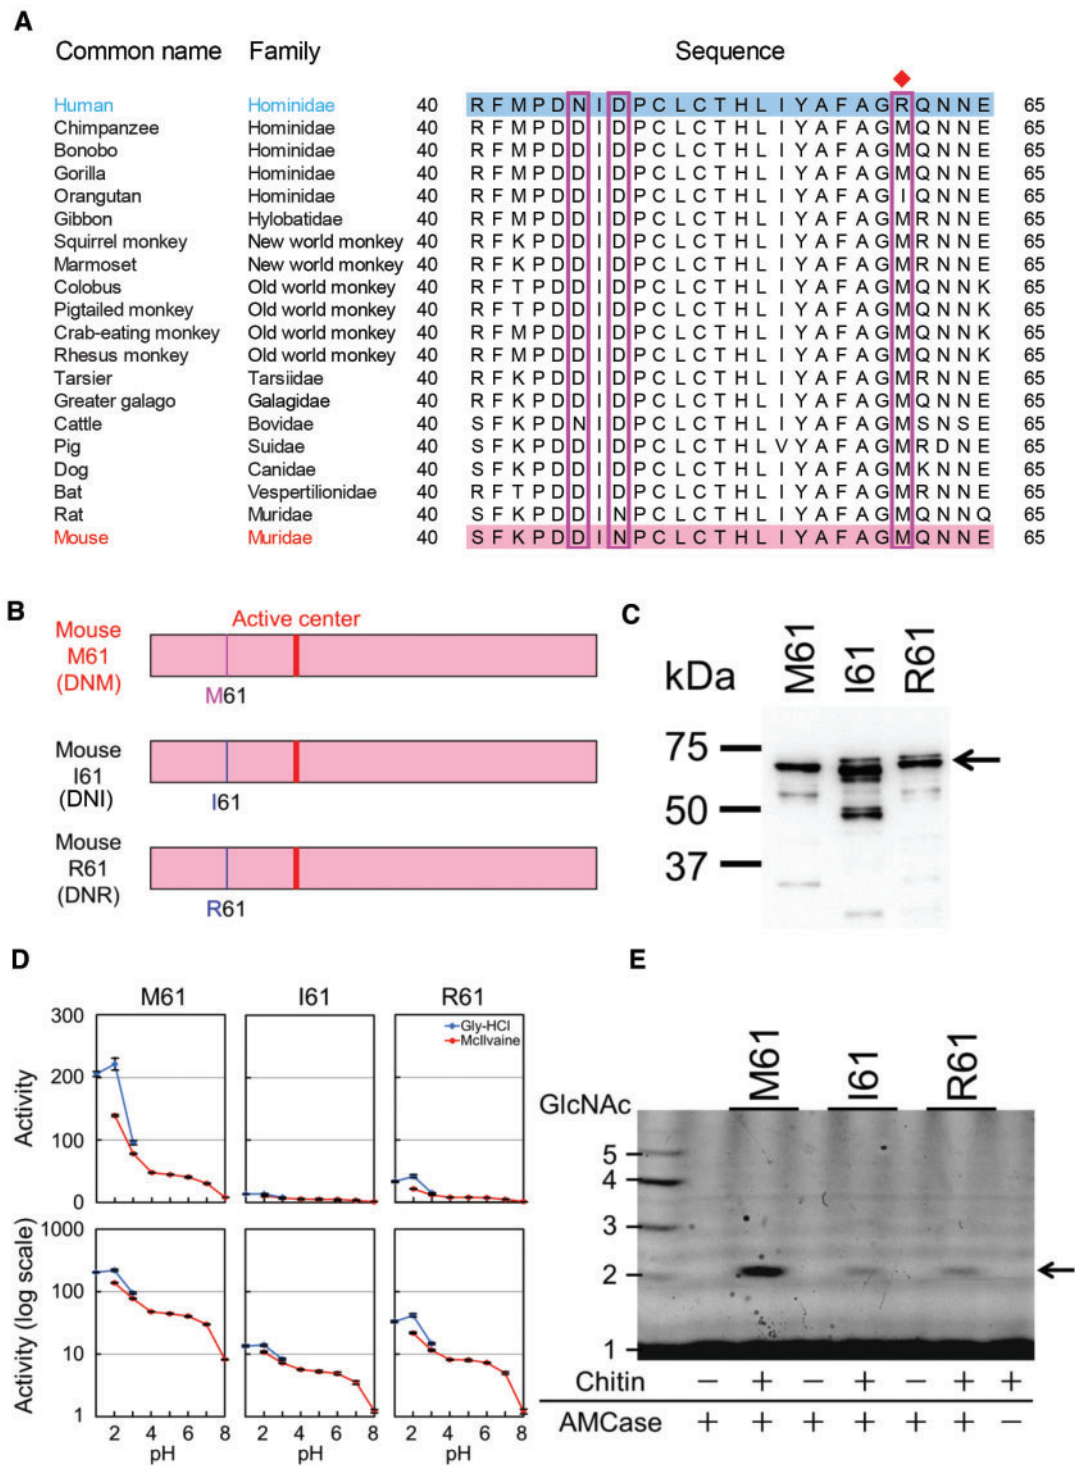 A
Common name Family Sequence
Human Hominidae 40 R F M P D N I D P C L C T H L I Y A F A G R Q N N E 65
Chimpanzee Hominidae 40 R F M P D D I D P C L C T H L I Y A F A G M Q N N E 65
Bonobo Hominidae 40 R F M P D D I D P C L C T H L I Y A F A G M Q N N E 65
Gorilla Hominidae 40 R F M P D D I D P C L C T H L I Y A F A G M Q N N E 65
Orangutan Hominidae 40 R F M P D D I D P C L C T H L I Y A F A G I Q N N E 65
Gibbon Hylobatidae 40 R F M P D D I D P C L C T H L I Y A F A G M R N N E 65
Squirrel monkey New world monkey 40 R F K P D D I D P C L C T H L I Y A F A G M R N N E 65
Marmoset New world monkey 40 R F K P D D I D P C L C T H L I Y A F A G M R N N E 65
Colobus Old world monkey 40 R F T P D D I D P C L C T H L I Y A F A G M Q N N K 65
Pigtailed monkey Old world monkey 40 R F T P D D I D P C L C T H L I Y A F A G M Q N N K 65
Crab-eating monkey Old world monkey 40 R F M P D D I D P C L C T H L I Y A F A G M Q N N K 65
Rhesus monkey Old world monkey 40 R F M P D D I D P C L C T H L I Y A F A G M Q N N K 65
Tarsier Tarsiidae 40 R F K P D D I D P C L C T H L I Y A F A G M R N N E 65
Greater galago Galagidae 40 R F K P D D I D P C L C T H L I Y A F A G M Q N N E 65
Cattle Bovidae 40 S F K P D N I D P C L C T H L I Y A F A G M S N S E 65
Pig Suidae 40 S F K P D D I D P C L C T H L V Y A F A G M R D N E 65
Dog Canidae 40 S F K P D D I D P C L C T H L I Y A F A G M K N N E 65
Bat Vespertilionidae 40 R F T P D D I D P C L C T H L I Y A F A G M R N N E 65
Rat Muridae 40 S F K P D D I N P C L C T H L I Y A F A G M Q N N Q 65
Mouse Muridae 40 S F K P D D I N P C L C T H L I Y A F A G M Q N N E 65
B
Active center
Mouse
M61
(DNM)
M61
Mouse
I61
(DNI)
I61
Mouse
R61
(DNR)
R61
C
kDa M61 I61 R61
75
50
37
D
M61 I61 R61
Gly-HCl
McIlvaine
Activity
300
200
100
0
Activity (log scale)
1000
100
10
1
2 4 6 8 2 4 6 8 2 4 6 8
pH pH pH
E
M61 I61 R61
GlcNAc
5
4
3
2
1
Chitin − + − + − + +
AMCase + + + + + + −